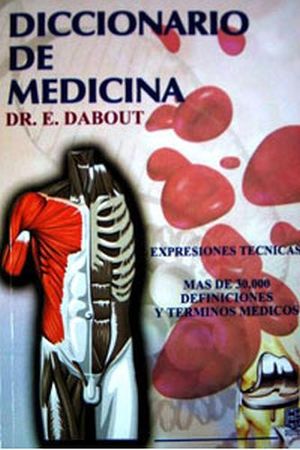 DICCIONARIO
DE
MEDICINA
DR. E. DABOUT
EXPRESIONES TECNICAS
MAS DE 30,000
DEFINICIONES
Y TERMINOS MEDICOS